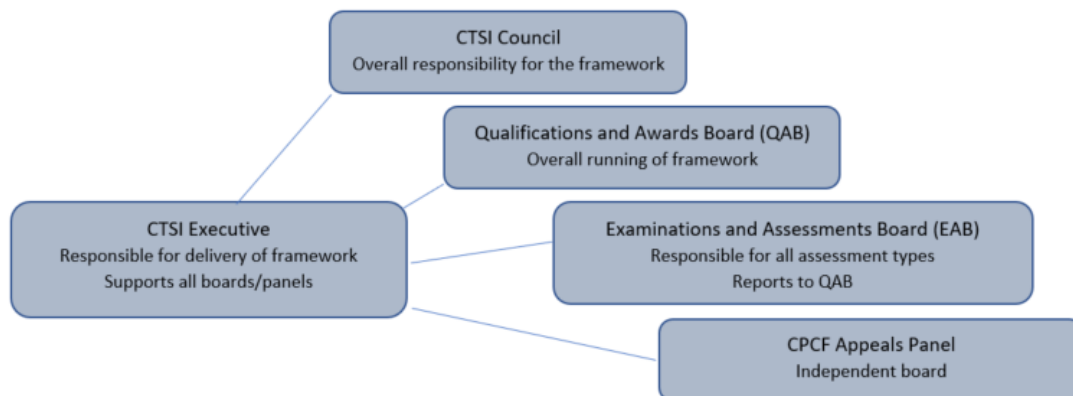 CTSI Council
Overall responsibility for the framework
Qualifications and Awards Board (QAB)
Overall running of framework
CTSI Executive
Responsible for delivery of framework
Supports all boards/panels
Examinations and Assessments Board (EAB)
Responsible for all assessment types
Reports to QAB
CPCF Appeals Panel
Independent board